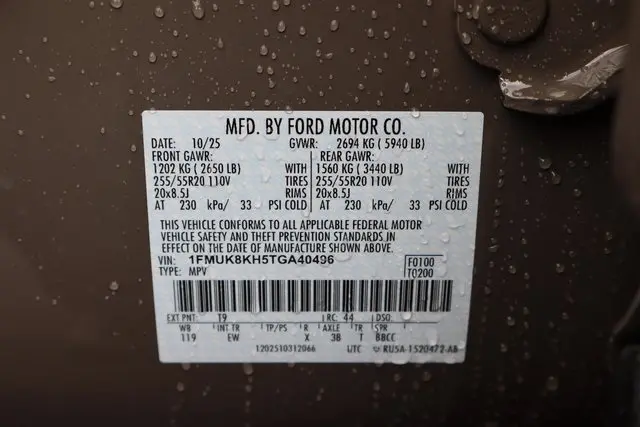 MFD. BY FORD MOTOR CO.
DATE: 10/25 GVWR: 2694 KG ( 5940 LB)
FRONT GAWR: REAR GAWR:
1202 KG ( 2650 LB) WITH 1560 KG ( 3440 LB) WITH
255/55R20 110V TIRES 255/55R20 110V TIRES
20x8.5J RIMS 20x8.5J RIMS
AT 230 kPa/ 33 PSI COLD AT 230 kPa/ 33 PSI COLD
THIS VEHICLE CONFORMS TO ALL APPLICABLE FEDERAL MOTOR
VEHICLE SAFETY AND THEFT PREVENTION STANDARDS IN
EFFECT ON THE DATE OF MANUFACTURE SHOWN ABOVE.
VIN: 1FMUK8KH5TGA40496 F0100
TYPE: MPV T0200
EXT PNT: T9 RC: 44 DSO:
WB INT TR TP/PS R AXLE TR SPR
119 EW X 3B T BBCC
1202510312066 UTC RU5A-1520472-AB